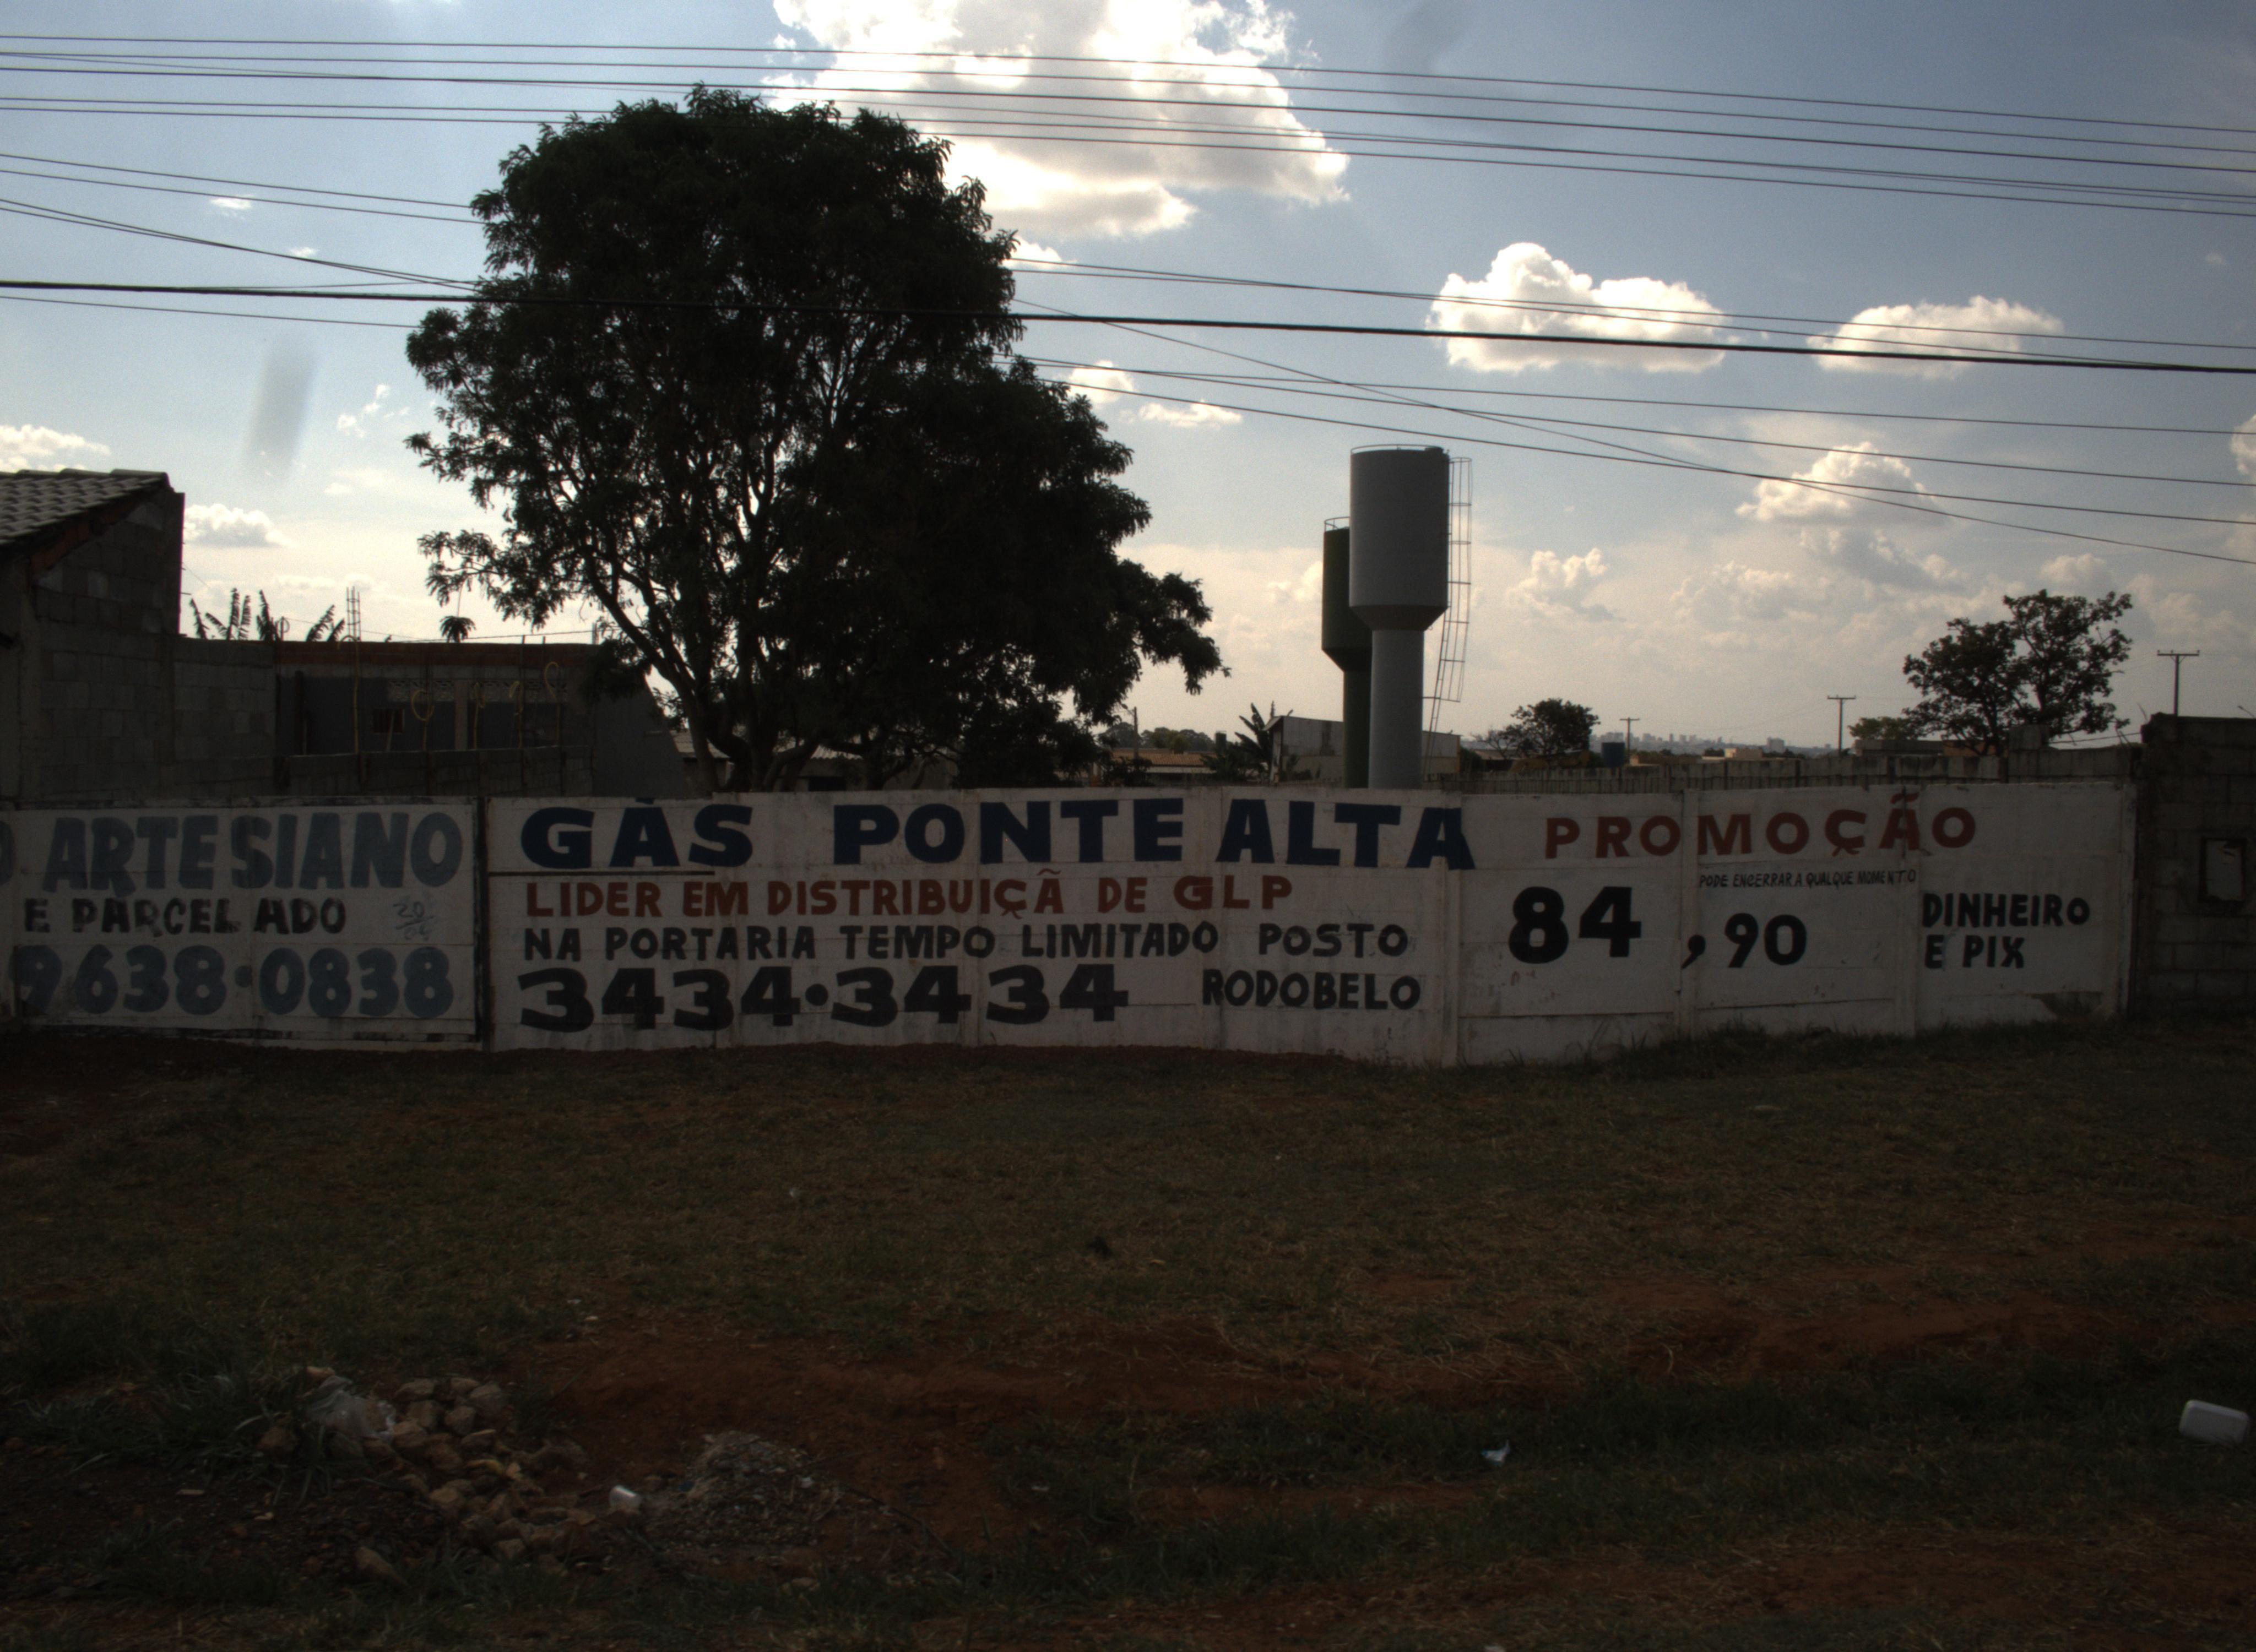 ARTESIANO
E PARCELADO
9638·0838
GÁS PONTE ALTA
LIDER EM DISTRIBUIÇÃ DE GLP
NA PORTARIA TEMPO LIMITADO POSTO
3434·3434 RODOBELO
PROMOÇÃO
PODE ENCERRAR A QUALQUE MOMENTO
84,90
DINHEIRO
E PIX